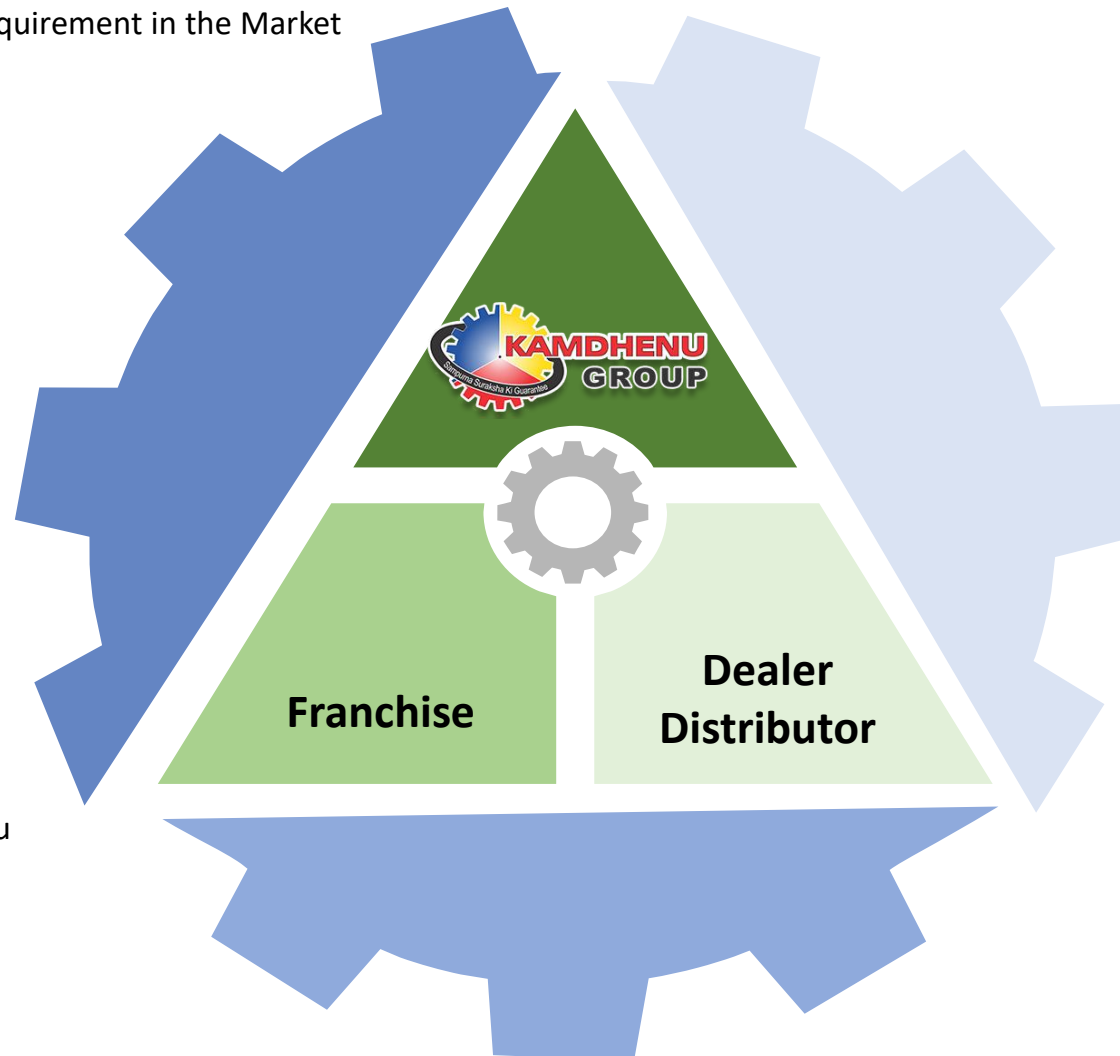 quirement in the Market
KAMDHENU
GROUP
Sampurna Suraksha Ki Guarantee
Dealer
Franchise
Distributor
u